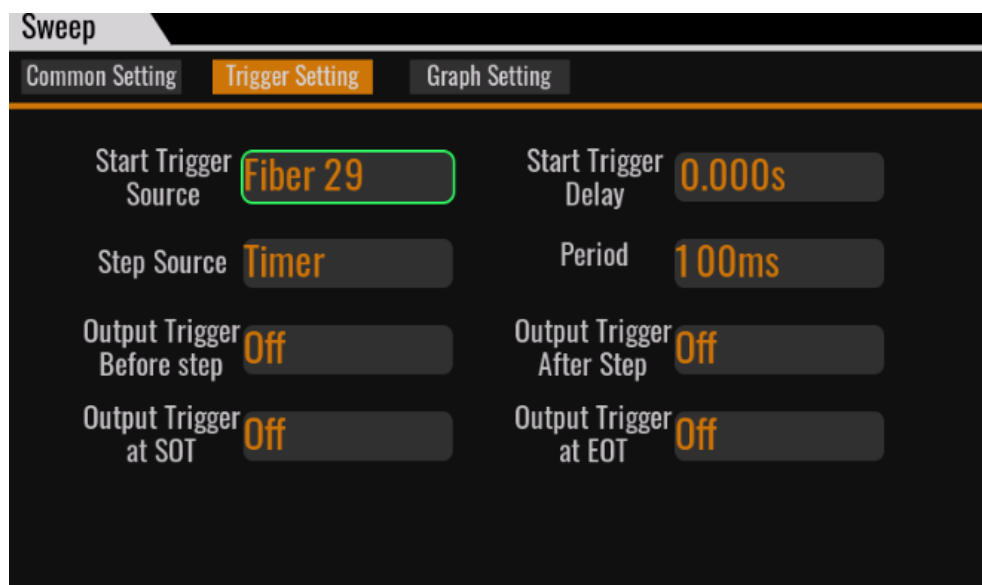 Sweep
Common Setting Trigger Setting Graph Setting
Start Trigger
Source
Fiber 29
Start Trigger
Delay
0.000s
Step Source
Timer
Period
100ms
Output Trigger
Before step
Off
Output Trigger
After Step
Off
Output Trigger
at SOT
Off
Output Trigger
at EOT
Off